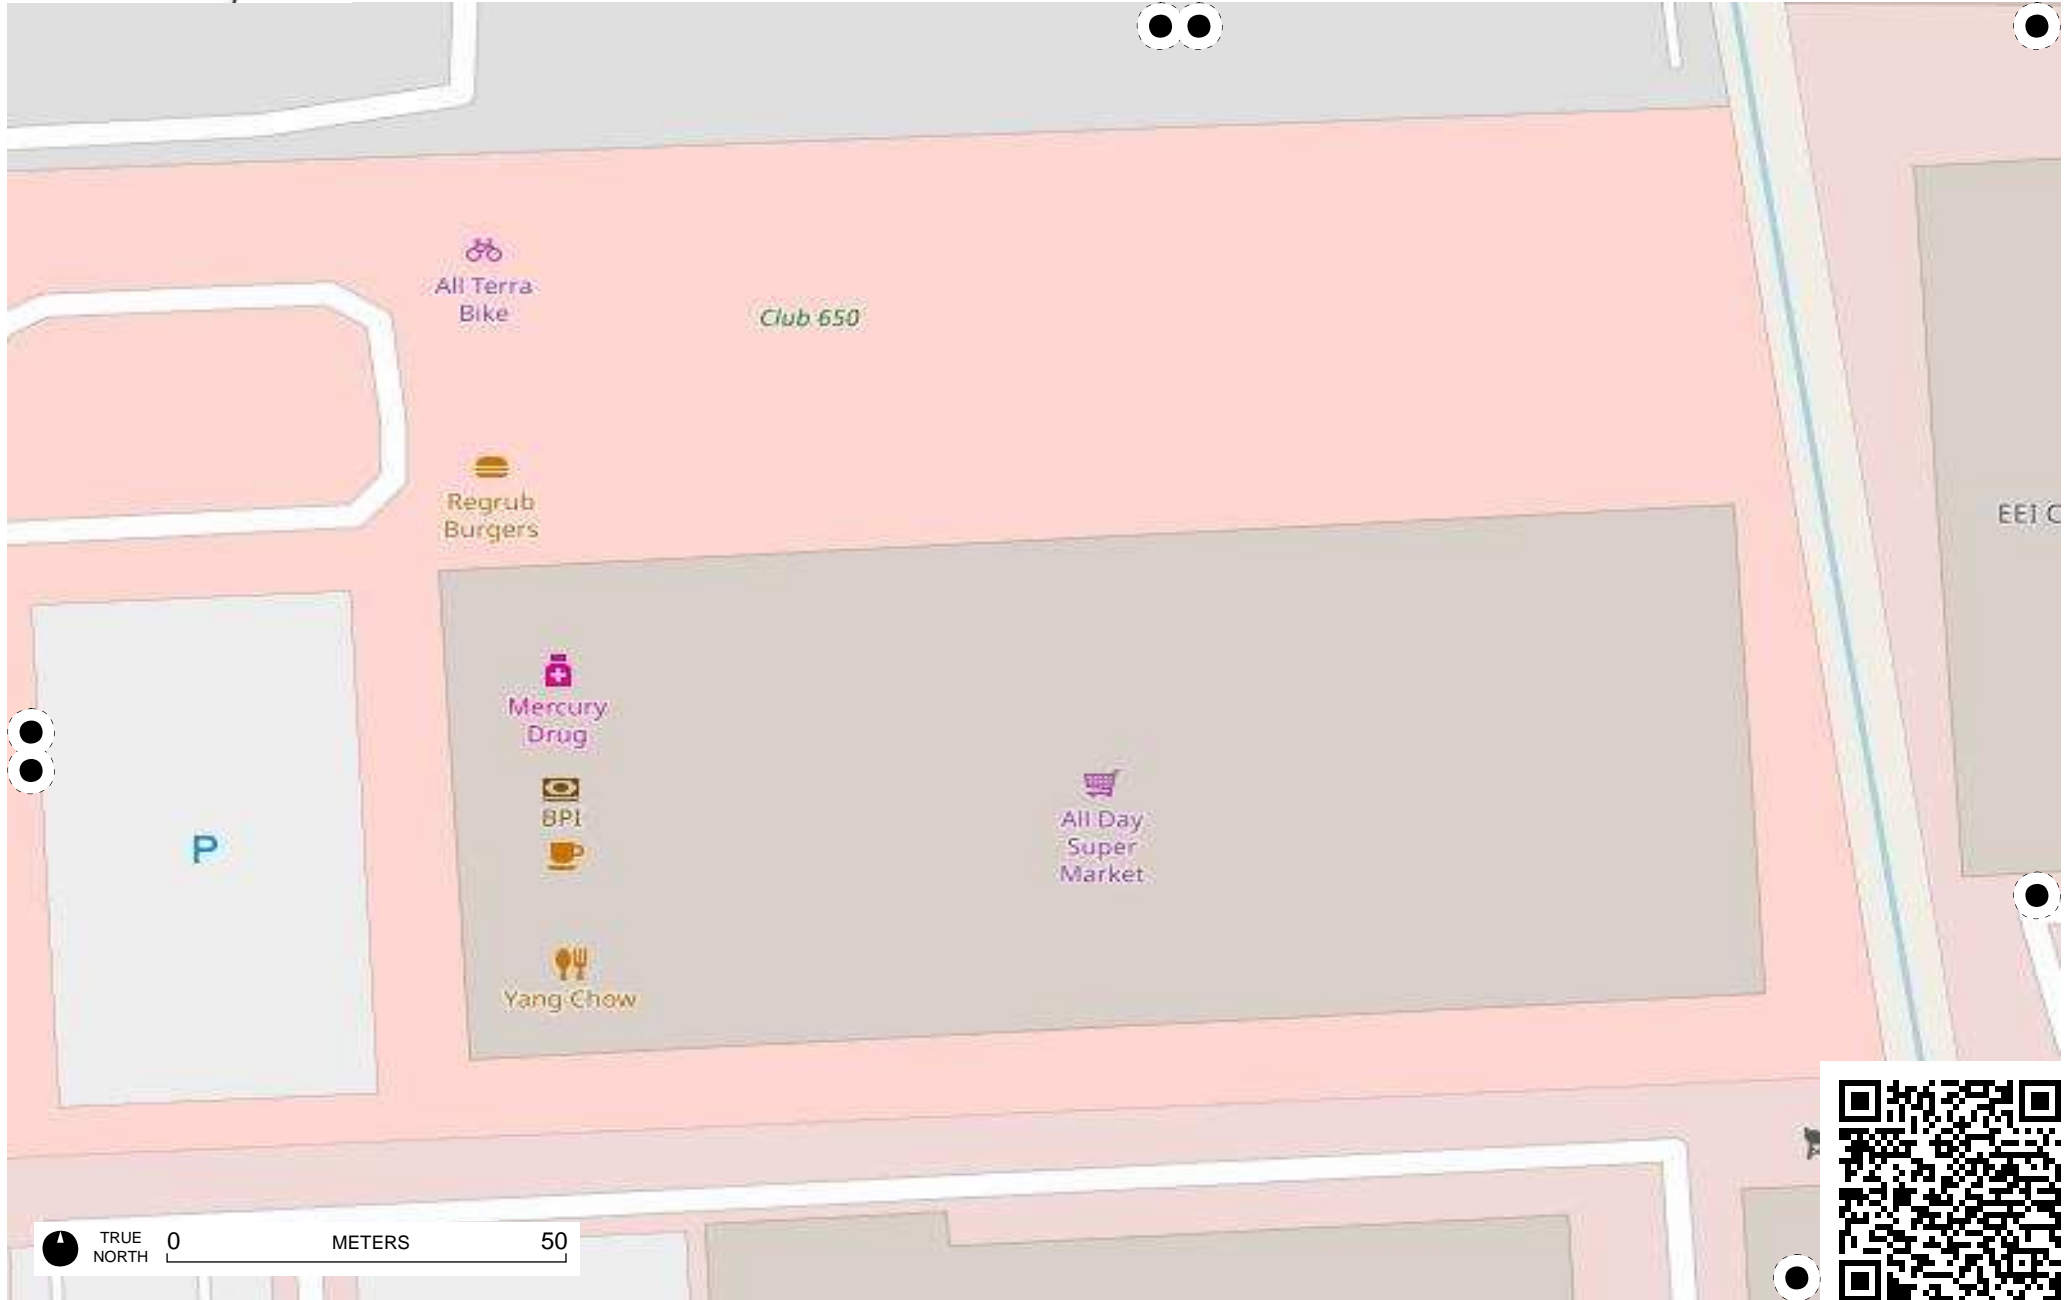 All Terra
Bike
Club 650
Regrub
Burgers
EEI C
Mercury
Drug
BPI
All Day
Super
Market
P
Yang Chow
TRUE
NORTH
0
METERS
50